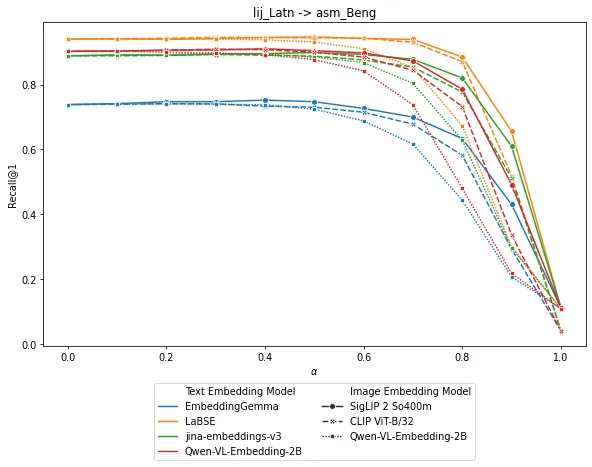 lij_Latn -> asm_Beng
Recall@1
0.8
0.6
0.4
0.2
0.0
0.0 0.2 0.4 0.6 0.8 1.0
α
Text Embedding Model Image Embedding Model
EmbeddingGemma SigLIP 2 So400m
LaBSE CLIP ViT-B/32
jina-embeddings-v3 Qwen-VL-Embedding-2B
Qwen-VL-Embedding-2B